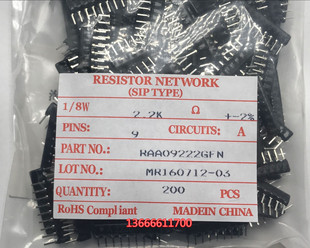 RESISTOR NETWORK
(SIP TYPE)
1/8W 2.2K Ω +-2%
PINS: 9 CIRCUITS: A
PART NO.: RAA09222GFN
LOT NO.: MR160712-03
QUANTITY: 200 PCS
RoHS Compliant MADEIN CHINA
13666611700